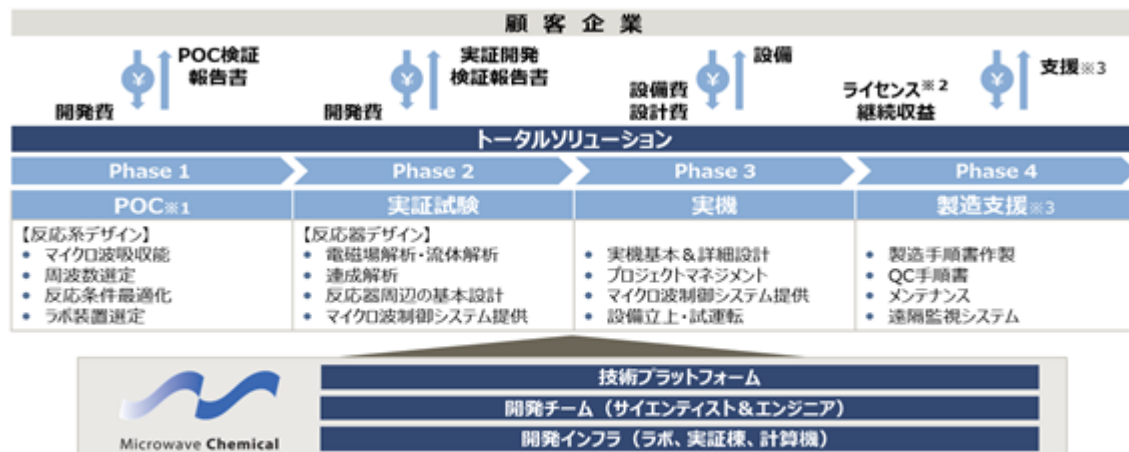 顧客企業
POC検証
報告書
開発費
実証開発
検証報告書
開発費
設備
設備費
設計費
支援※3
ライセンス※2
継続収益
¥
¥
¥
¥
トータルソリューション
Phase 1
Phase 2
Phase 3
Phase 4
POC※1
実証試験
実機
製造支援※3
【反応系デザイン】
• マイクロ波吸収能
• 周波数選定
• 反応条件最適化
• ラボ装置選定
【反応器デザイン】
• 電磁場解析・流体解析
• 連成解析
• 反応器周辺の基本設計
• マイクロ波制御システム提供
• 実機基本&詳細設計
• プロジェクトマネジメント
• マイクロ波制御システム提供
• 設備立上・試運転
• 製造手順書作製
• QC手順書
• メンテナンス
• 遠隔監視システム
Microwave Chemical
技術プラットフォーム
開発チーム（サイエンティスト&エンジニア）
開発インフラ（ラボ、実証棟、計算機）